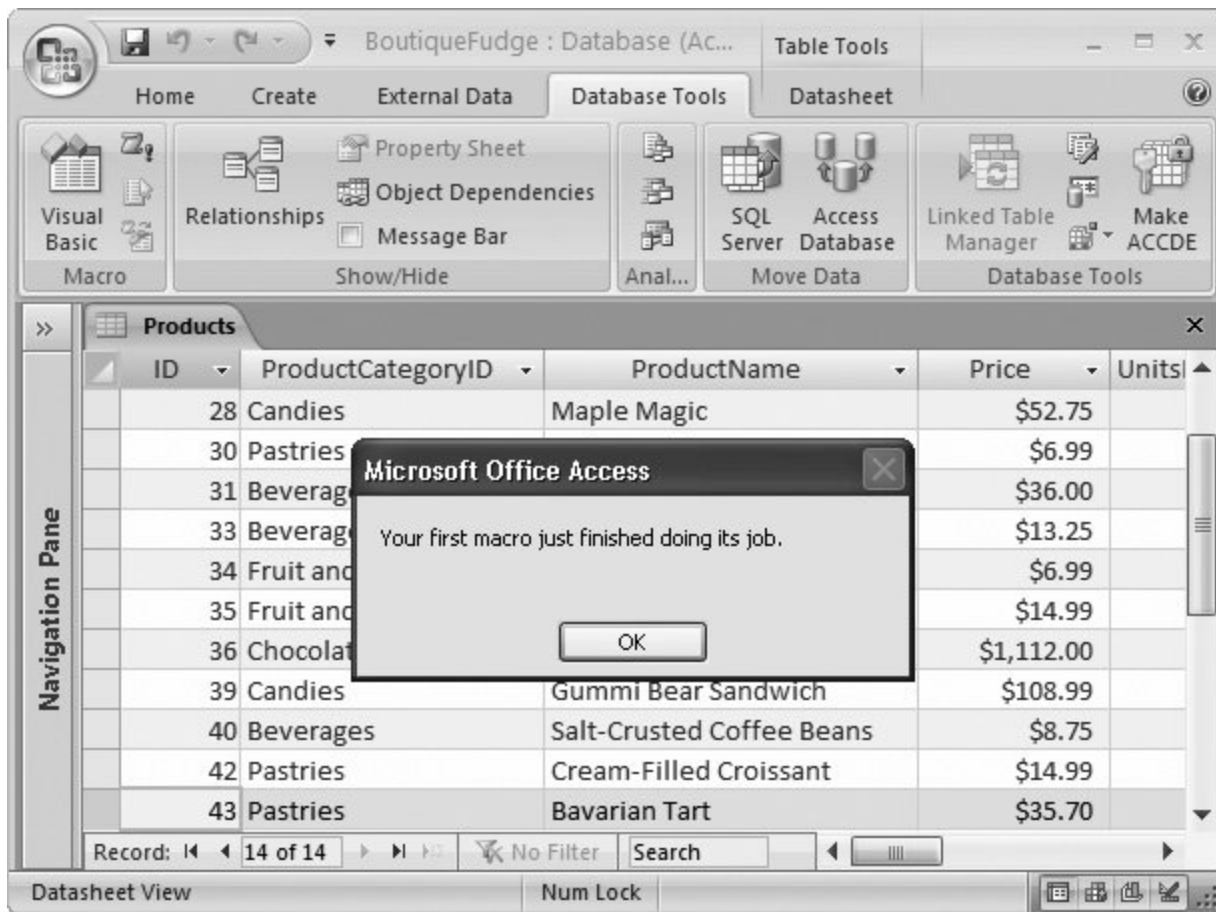 BoutiqueFudge : Database (Ac... Table Tools
Home Create External Data Database Tools Datasheet
Visual Basic
Relationships
Property Sheet
Object Dependencies
Message Bar
SQL Server
Access Database
Linked Table Manager
Make ACCDE
Macro Show/Hide Anal... Move Data Database Tools
Navigation Pane
Products
ID ProductCategoryID ProductName Price Units
28 Candies Maple Magic $52.75
30 Pastries $6.99
31 Beverag $36.00
33 Beverag $13.25
34 Fruit and $6.99
35 Fruit and $14.99
36 Chocolat $1,112.00
39 Candies Gummi Bear Sandwich $108.99
40 Beverages Salt-Crusted Coffee Beans $8.75
42 Pastries Cream-Filled Croissant $14.99
43 Pastries Bavarian Tart $35.70
Microsoft Office Access
Your first macro just finished doing its job.
OK
Record: 14 of 14 No Filter Search
Datasheet View Num Lock